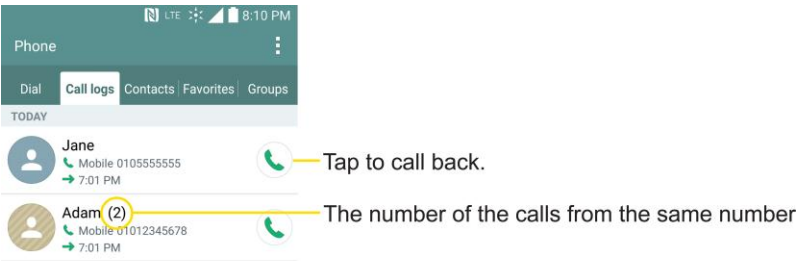 LTE 8:10 PM
Phone
Dial Call logs Contacts Favorites Groups
TODAY
Jane
Mobile 0105555555
7:01 PM
Tap to call back.
Adam (2)
Mobile 01012345678
7:01 PM
The number of the calls from the same number